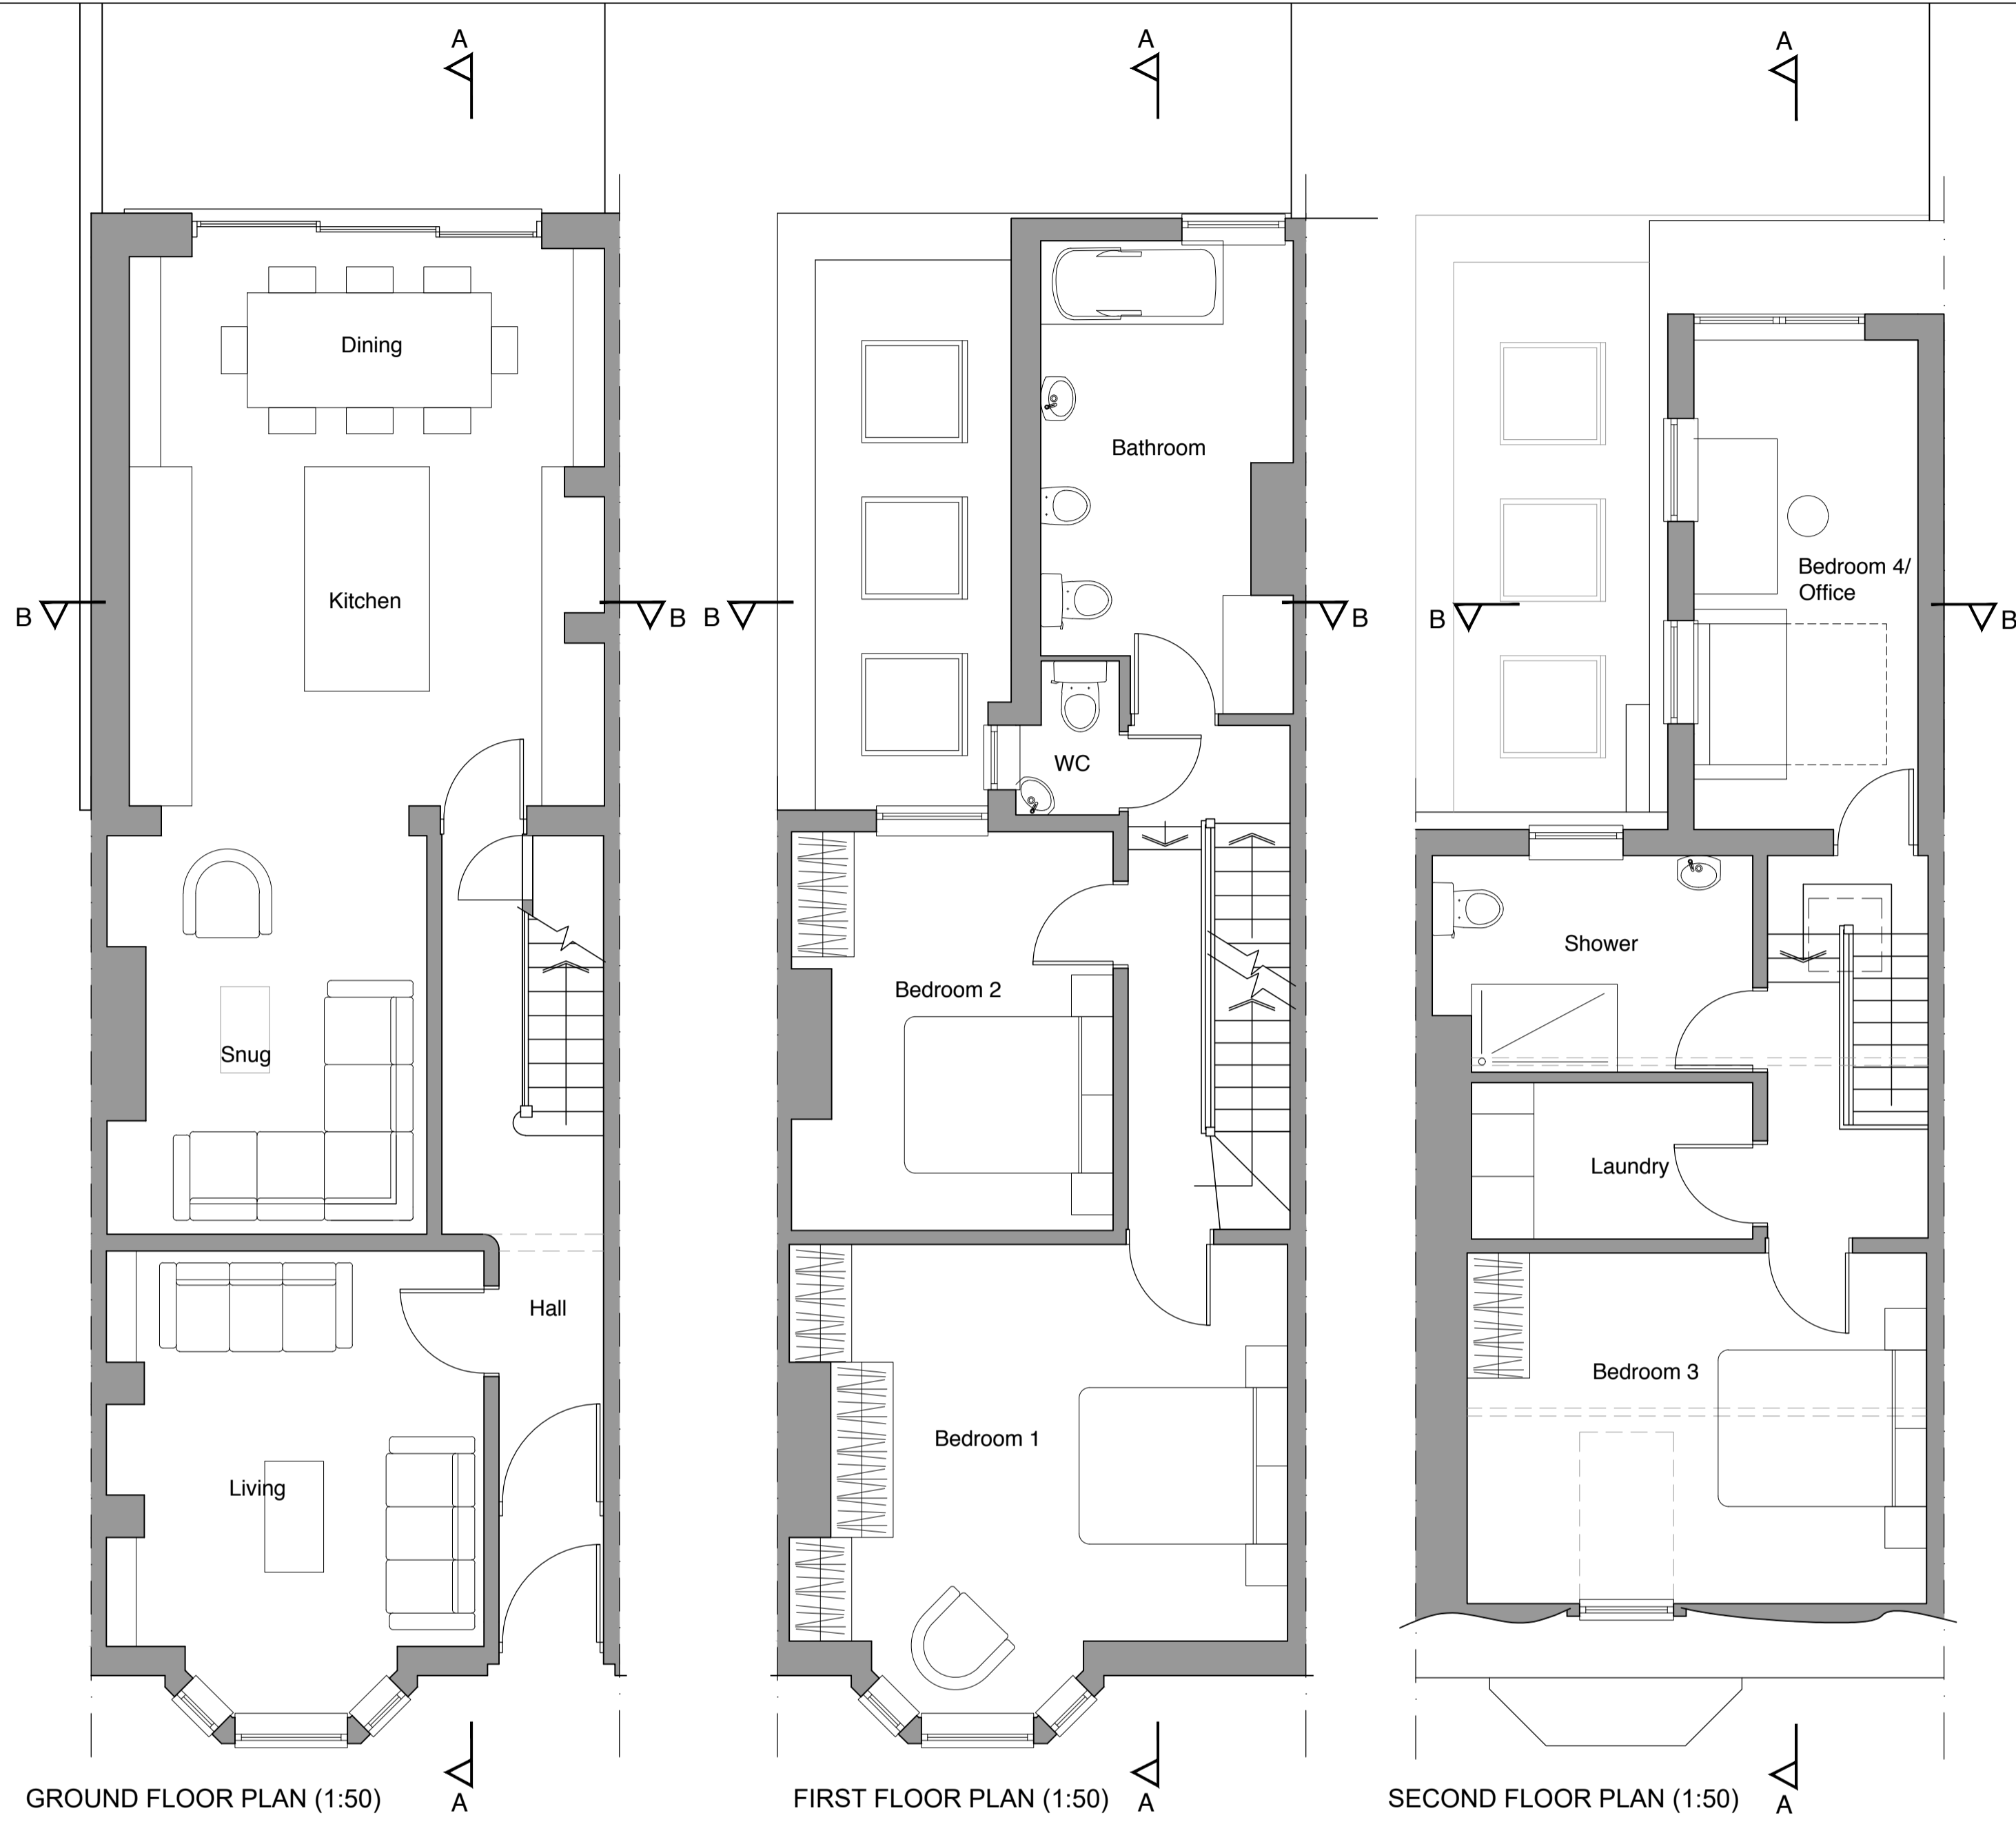 A
A
A
Dining
Kitchen
B
B
Snug
Hall
Living
Bathroom
B
B
WC
Bedroom 2
Bedroom 1
Bedroom 4/
Office
B
B
Shower
Laundry
Bedroom 3
GROUND FLOOR PLAN (1:50)
A
FIRST FLOOR PLAN (1:50)
A
SECOND FLOOR PLAN (1:50)
A